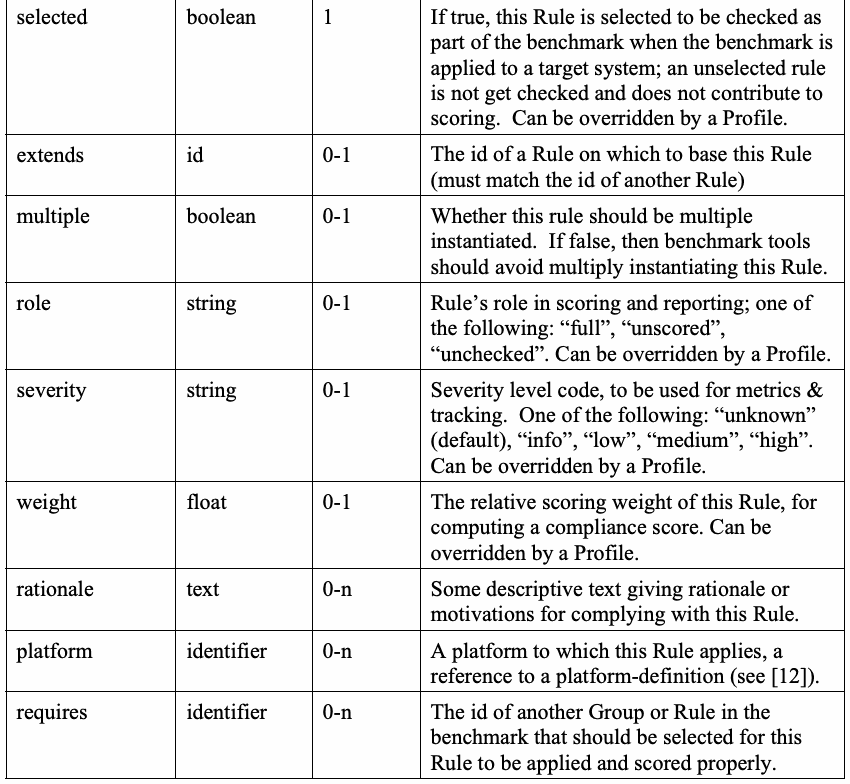 selected boolean 1 If true, this Rule is selected to be checked as
part of the benchmark when the benchmark is
applied to a target system; an unselected rule
is not get checked and does not contribute to
scoring.  Can be overridden by a Profile.
extends id 0-1 The id of a Rule on which to base this Rule
(must match the id of another Rule)
multiple boolean 0-1 Whether this rule should be multiple
instantiated.  If false, then benchmark tools
should avoid multiply instantiating this Rule.
role string 0-1 Rule’s role in scoring and reporting; one of
the following: “full”, “unscored”,
“unchecked”. Can be overridden by a Profile.
severity string 0-1 Severity level code, to be used for metrics &
tracking.  One of the following: “unknown”
(default), “info”, “low”, “medium”, “high”.
Can be overridden by a Profile.
weight float 0-1 The relative scoring weight of this Rule, for
computing a compliance score. Can be
overridden by a Profile.
rationale text 0-n Some descriptive text giving rationale or
motivations for complying with this Rule.
platform identifier 0-n A platform to which this Rule applies, a
reference to a platform-definition (see [12]).
requires identifier 0-n The id of another Group or Rule in the
benchmark that should be selected for this
Rule to be applied and scored properly.